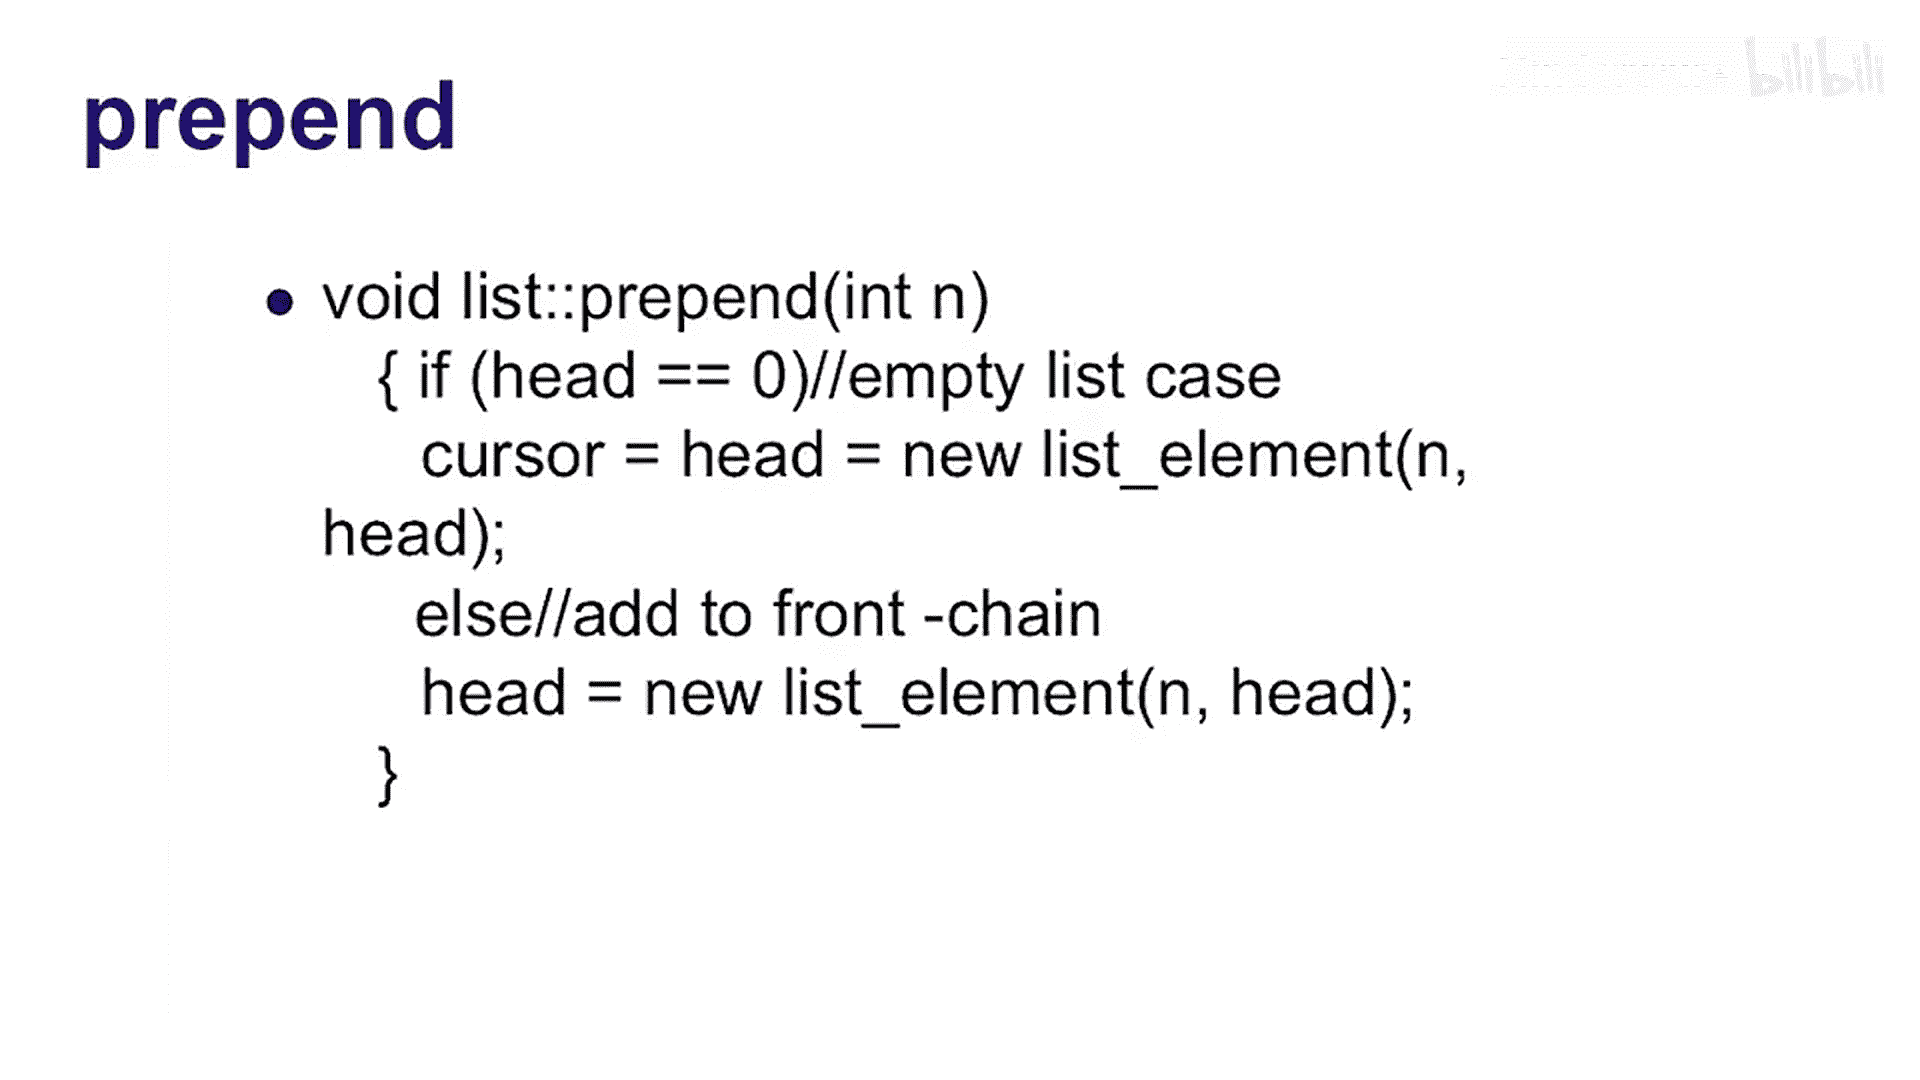 prepend
bilibili
• void list::prepend(int n)
{ if (head == 0)//empty list case
cursor = head = new list_element(n,
head);
else//add to front -chain
head = new list_element(n, head);
}